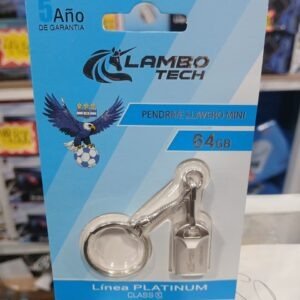 5 Año
DE GARANTIA
LAMBO
TECH
PENDRIVE LLAVERO MINI
64GB
Línea PLATINUM
CLASS 10